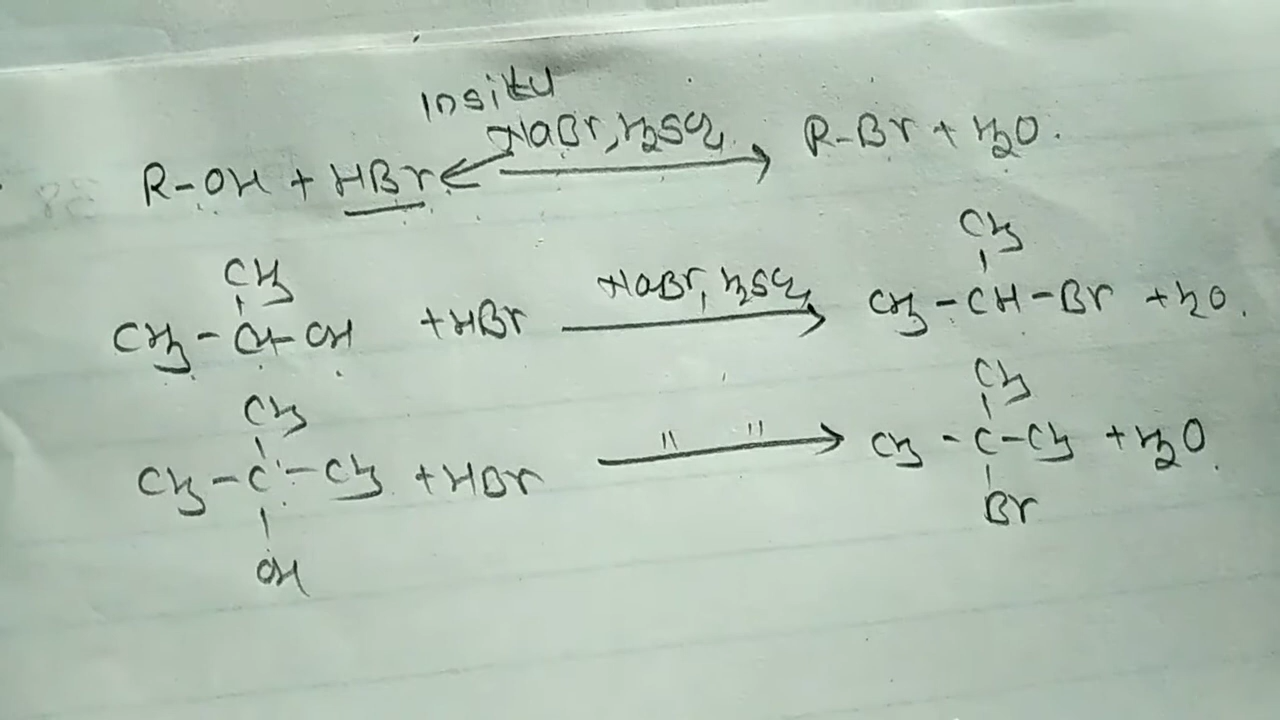 Insitu
NaBr, H2SO4
R-OH + HBr ⟵⟶ R-Br + H2O.
CH3 CH3
NaBr, H2SO4
CH3-CH-OH +HBr ⟶ CH3-CH-Br + H2O.
CH3 CH3
CH3-C-CH3 +HBr ―"―"⟶ CH3-C-CH3 + H2O.
OH Br